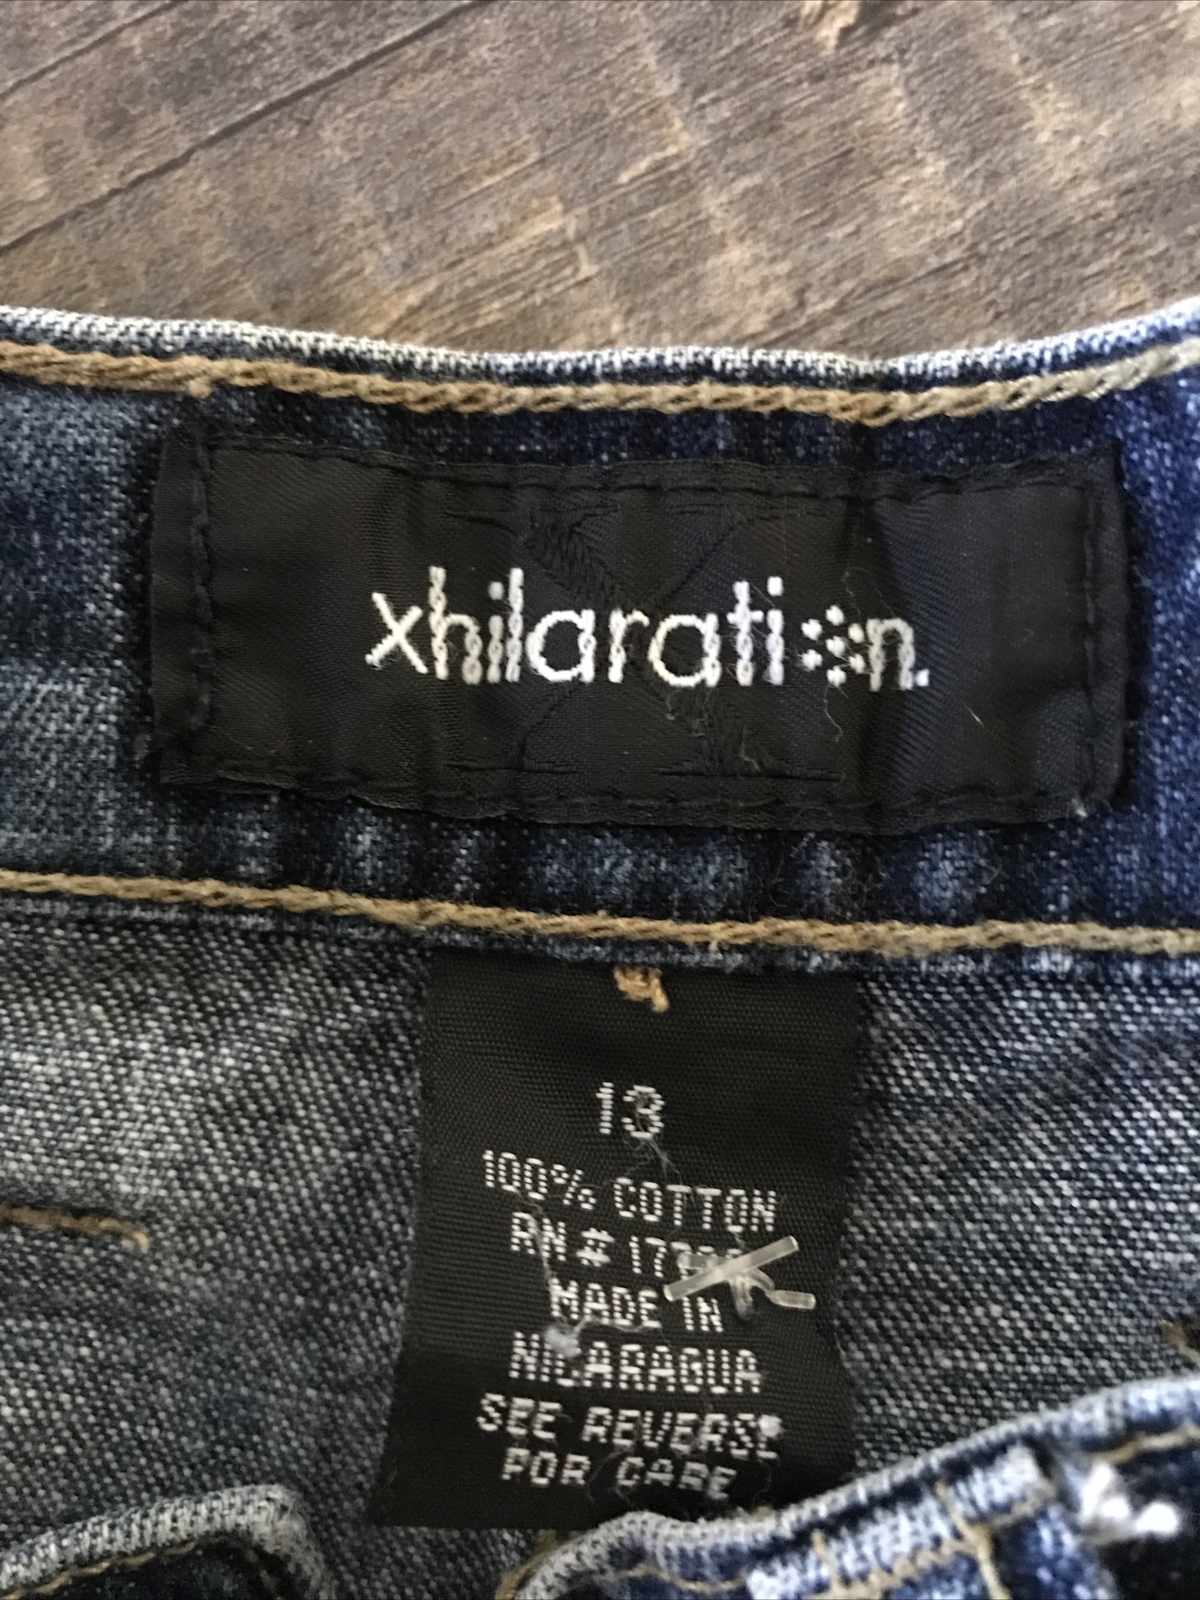 xhilaration.
13
100% COTTON
RN # 
MADE IN
NICARAGUA
SEE REVERSE
FOR CARE